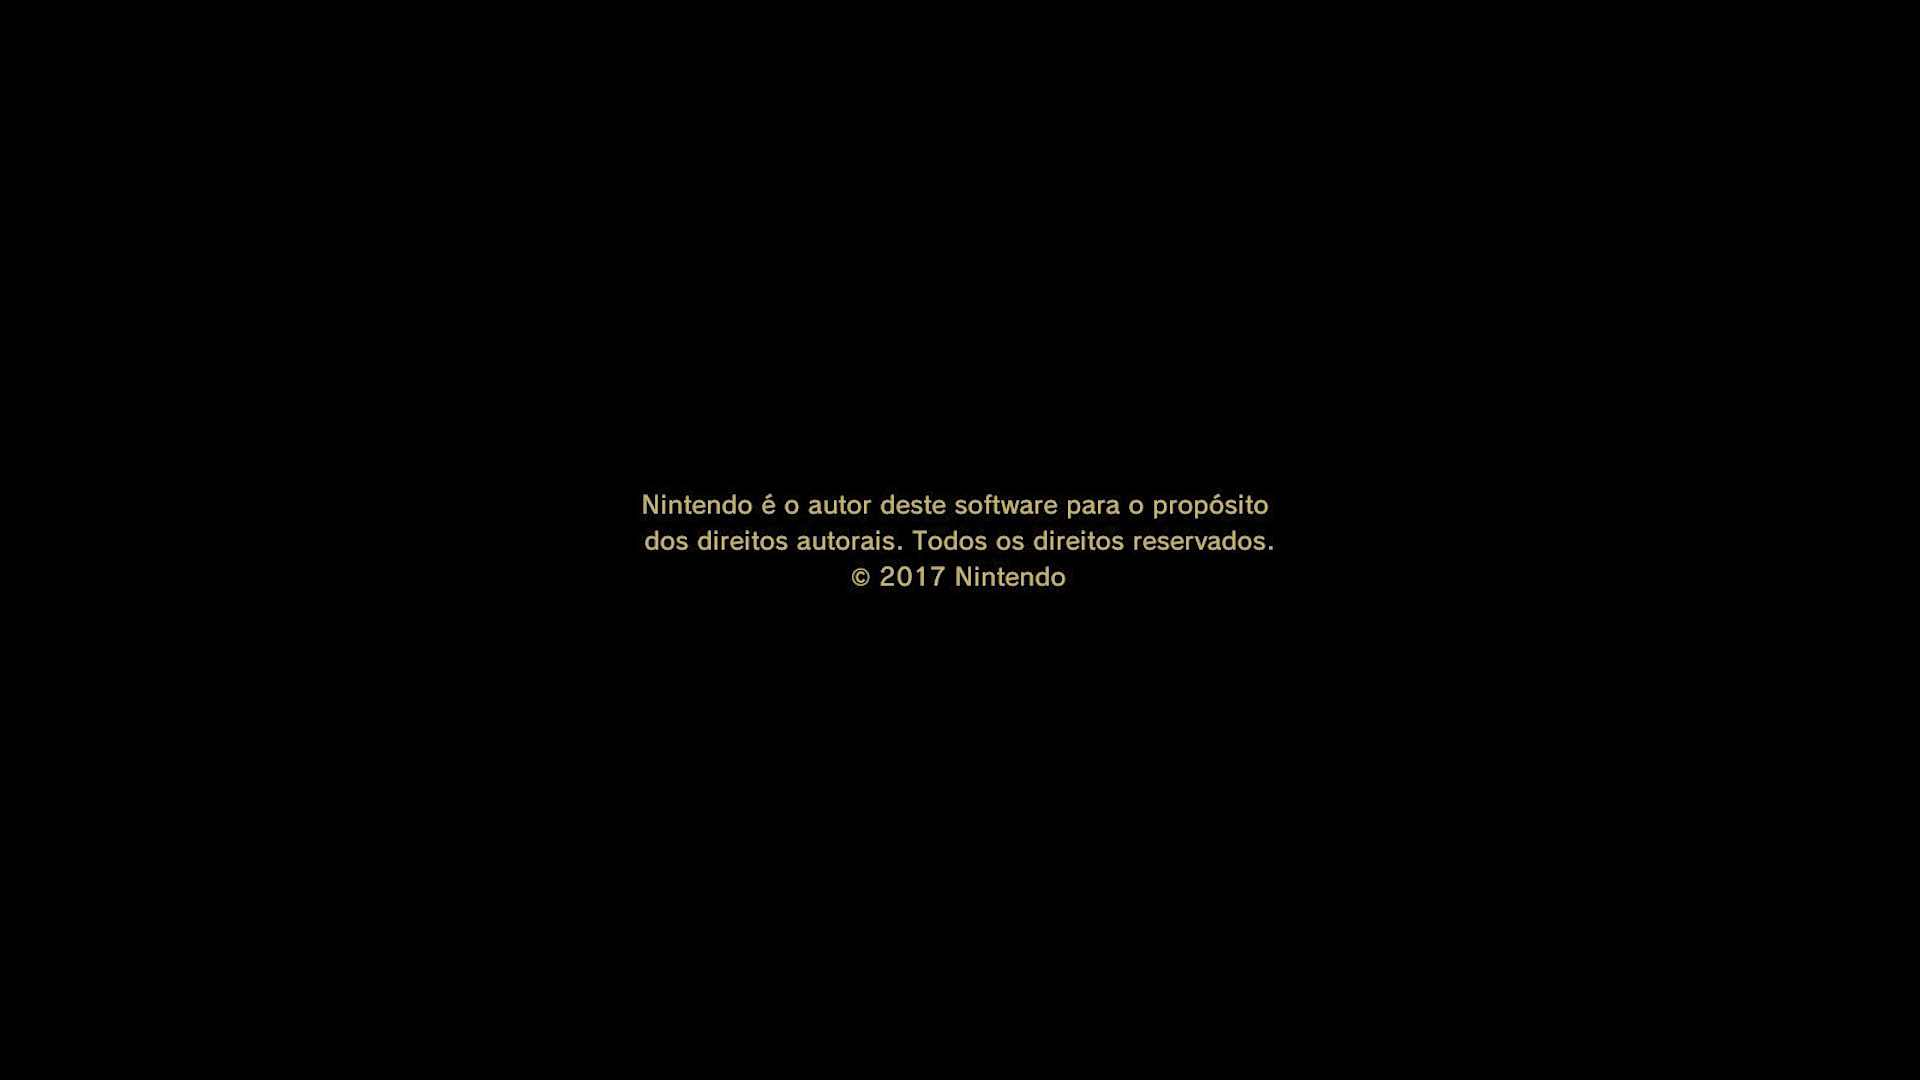 Nintendo é o autor deste software para o propósito
dos direitos autorais. Todos os direitos reservados.
© 2017 Nintendo